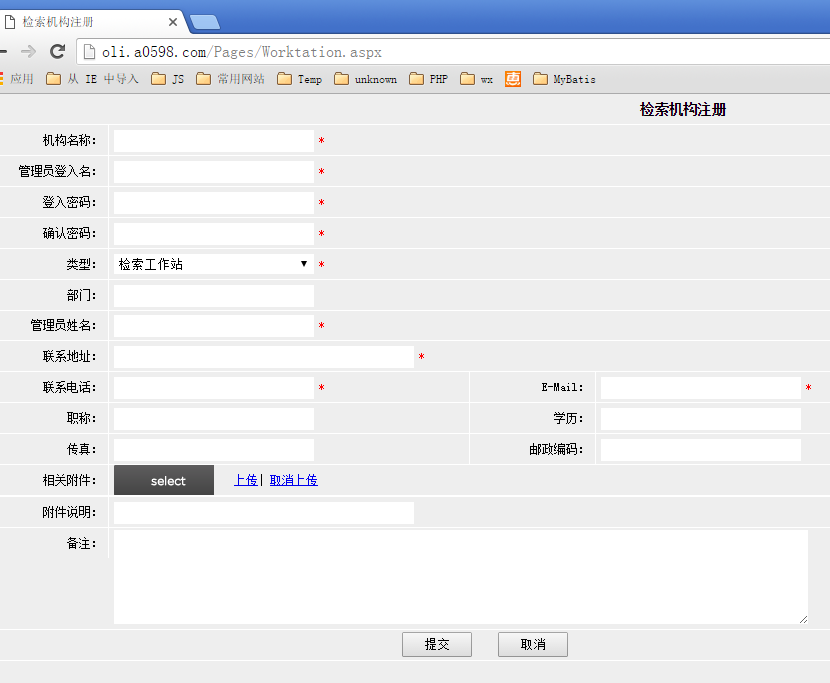 检索机构注册
oli.a0598.com/Pages/Worktation.aspx
应用 从 IE 中导入 JS 常用网站 Temp unknown PHP wx MyBatis
检索机构注册
机构名称： *
管理员登入名： *
登入密码： *
确认密码： *
类型： 检索工作站 *
部门：
管理员姓名： *
联系地址： *
联系电话： * E-Mail： *
职称： 学历：
传真： 邮政编码：
相关附件： select 上传| 取消上传
附件说明：
备注：
提交 取消